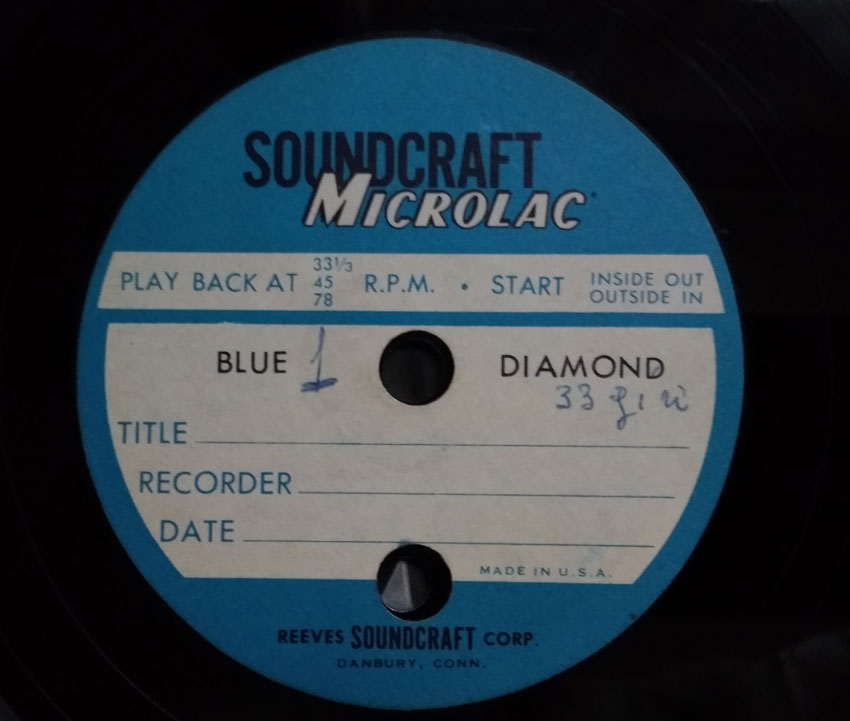 SOUNDCRAFT
MICROLAC
PLAY BACK AT 33⅓ 45 78 R.P.M. • START INSIDE OUT OUTSIDE IN
BLUE 1 DIAMOND
33 giri
TITLE
RECORDER
DATE
MADE IN U.S.A.
REEVES SOUNDCRAFT CORP.
DANBURY, CONN.